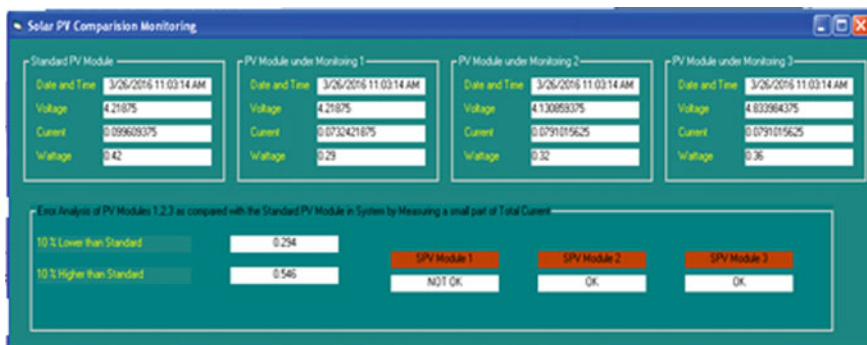 Solar PV Comparision Monitoring
Standard PV Module
Date and Time 3/26/2016 11:03:14 AM
Voltage 4.21875
Current 0.099609375
Wattage 0.42
PV Module under Monitoring 1
Date and Time 3/26/2016 11:03:14 AM
Voltage 4.21875
Current 0.0732421875
Wattage 0.29
PV Module under Monitoring 2
Date and Time 3/26/2016 11:03:14 AM
Voltage 4.130859375
Current 0.0791015625
Wattage 0.32
PV Module under Monitoring 3
Date and Time 3/26/2016 11:03:14 AM
Voltage 4.833984375
Current 0.0791015625
Wattage 0.36
Error Analysis of PV Modules 1,2,3 as compared with the Standard PV Module in System by Measuring a small part of Total Current
10 % Lower than Standard 0.294
10 % Higher than Standard 0.546
SPV Module 1
NOT OK
SPV Module 2
OK
SPV Module 3
OK